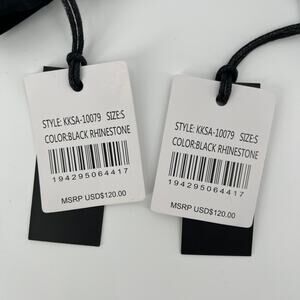 STYLE: KKSA-10079 SIZE:S
COLOR:BLACK RHINESTONE
194295064417
MSRP USD$120.00
STYLE: KKSA-10079 SIZE:S
COLOR:BLACK RHINESTONE
194295064417
MSRP USD$120.00